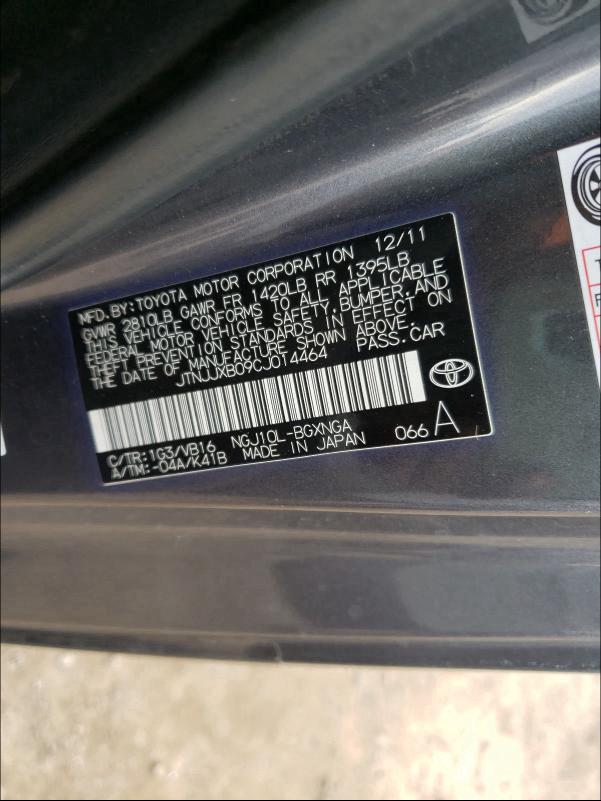 MFD.BY:TOYOTA MOTOR CORPORATION 12/11
GVWR 2810LB GAWR FR 1420LB RR 1395LB
THIS VEHICLE CONFORMS TO ALL APPLICABLE
FEDERAL MOTOR VEHICLE SAFETY,BUMPER,AND
THEFT PREVENTION STANDARDS IN EFFECT ON
THE DATE OF MANUFACTURE SHOWN ABOVE.
JTNJJXB09CJ014464 PASS.CAR
C/TR:1G3/VB16 NGJ10L-BGXNGA
A/TM:-04A/K41B MADE IN JAPAN 066 A